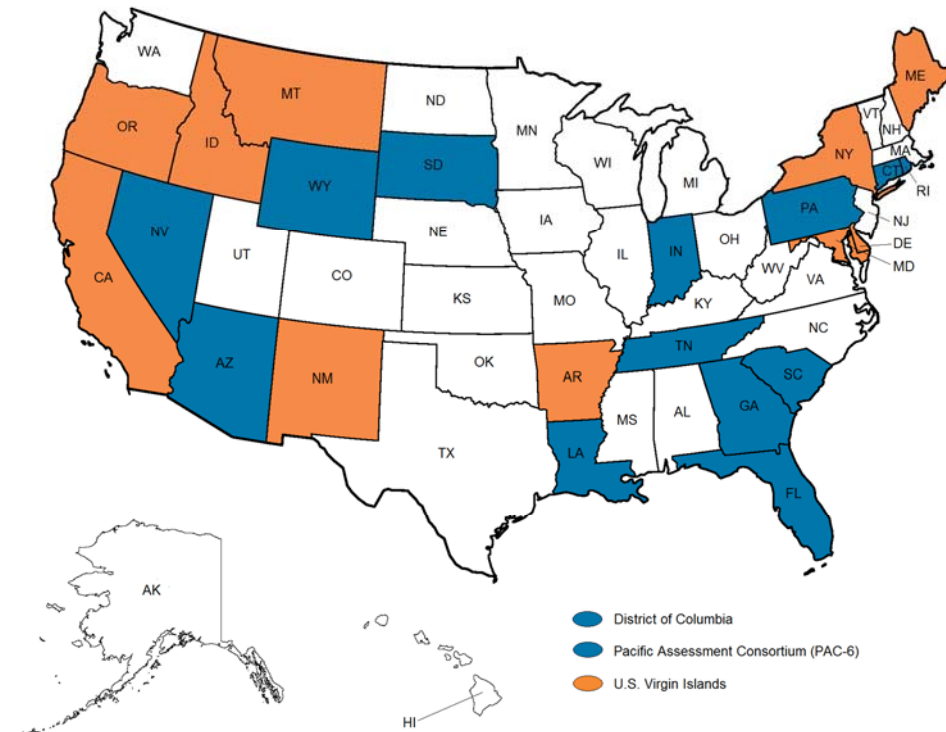 WA
ME
MT
ND
VT
OR
MN
NH
ID
NY
MA
WI
SD
CT
WY
MI
RI
PA
IA
NJ
NE
NV
OH
DE
IN
UT
IL
MD
WV
CA
CO
VA
KS
MO
KY
NC
TN
OK
AZ
NM
AR
SC
GA
MS
AL
TX
LA
FL
AK
District of Columbia
Pacific Assessment Consortium (PAC-6)
U.S. Virgin Islands
HI